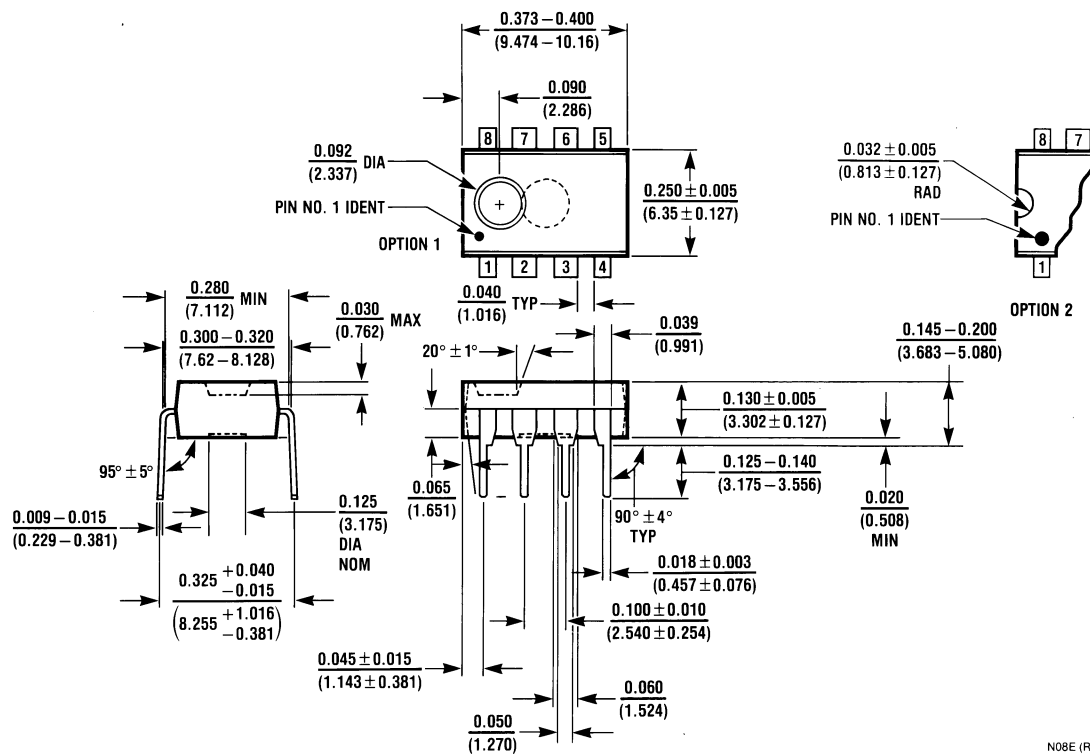 0.373 – 0.400
(9.474 – 10.16)
0.090
(2.286)
8 7 6 5
0.092 DIA
(2.337)
PIN NO. 1 IDENT
OPTION 1
1 2 3 4
0.250 ± 0.005
(6.35 ± 0.127)
0.032 ± 0.005
(0.813 ± 0.127)
RAD
PIN NO. 1 IDENT
8 7
1
OPTION 2
0.280 MIN
(7.112)
0.300 – 0.320
(7.62 – 8.128)
0.030 MAX
(0.762)
0.040 TYP
(1.016)
20° ± 1°
0.039
(0.991)
0.145 – 0.200
(3.683 – 5.080)
0.130 ± 0.005
(3.302 ± 0.127)
0.125 – 0.140
(3.175 – 3.556)
0.020
(0.508)
MIN
95° ± 5°
0.009 – 0.015
(0.229 – 0.381)
0.125
(3.175)
DIA
NOM
0.065
(1.651)
90° ± 4°
TYP
0.018 ± 0.003
(0.457 ± 0.076)
0.325 +0.040
–0.015
(8.255 +1.016
–0.381)
0.100 ± 0.010
(2.540 ± 0.254)
0.045 ± 0.015
(1.143 ± 0.381)
0.060
(1.524)
0.050
(1.270)
N08E (R